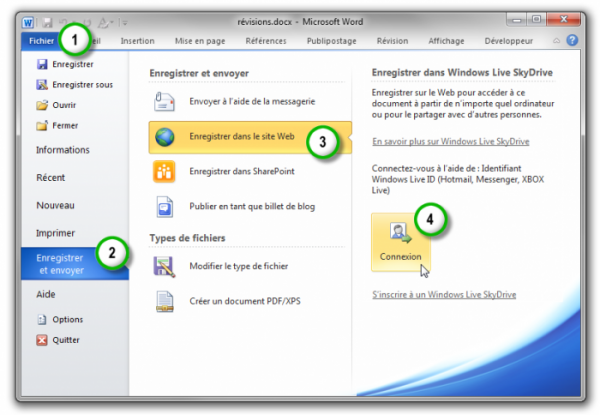 révisions.docx - Microsoft Word
Fichier
1
Insertion
Mise en page
Références
Publipostage
Révision
Affichage
Développeur
Enregistrer
Enregistrer sous
Ouvrir
Fermer
Informations
Récent
Nouveau
Imprimer
2
Enregistrer
et envoyer
Aide
Options
Quitter
Enregistrer et envoyer
Envoyer à l'aide de la messagerie
Enregistrer dans le site Web
3
Enregistrer dans SharePoint
Publier en tant que billet de blog
Types de fichiers
Modifier le type de fichier
Créer un document PDF/XPS
Enregistrer dans Windows Live SkyDrive
Enregistrer sur le Web pour accéder à ce
document à partir de n'importe quel ordinateur
ou pour le partager avec d'autres personnes.
En savoir plus sur Windows Live SkyDrive
Connectez-vous à l'aide de : Identifiant
Windows Live ID (Hotmail, Messenger, XBOX
Live)
4
Connexion
S'inscrire à un Windows Live SkyDrive